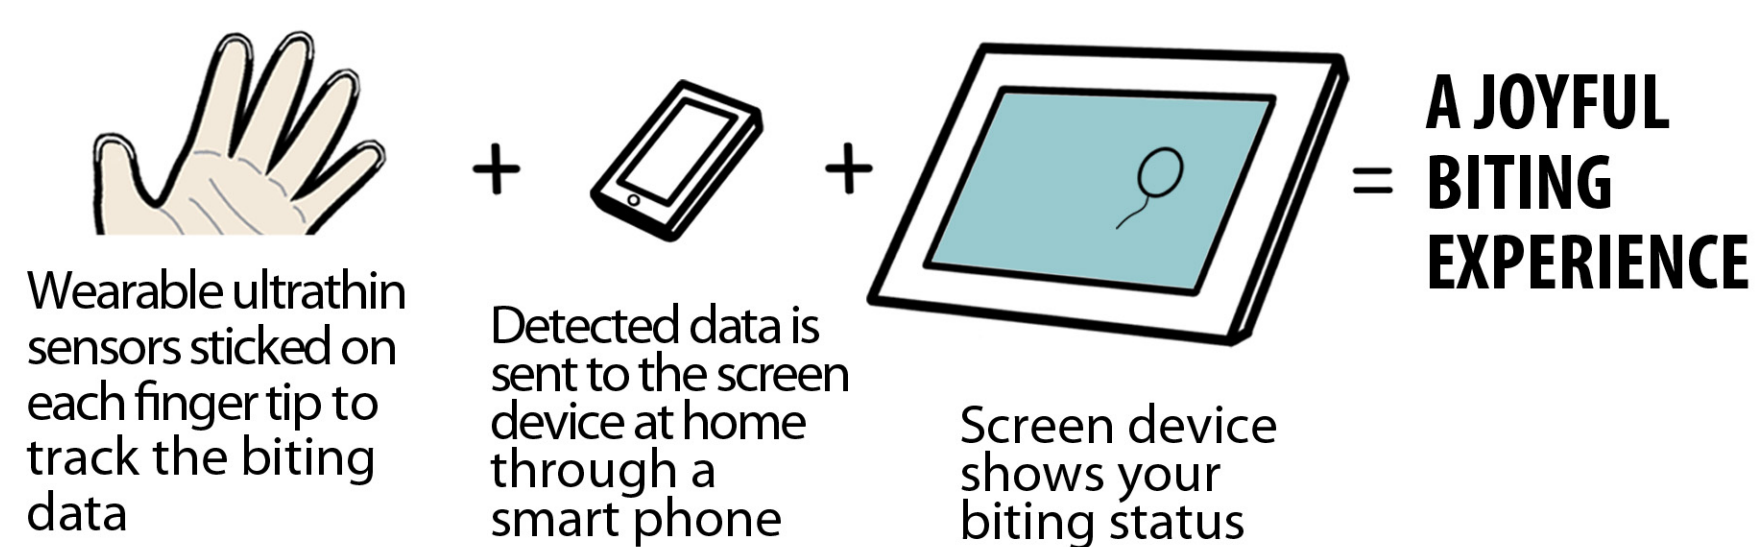 Wearable ultrathin
sensors sticked on
each finger tip to
track the biting
data
+
Detected data is
sent to the screen
device at home
through a
smart phone
+
Screen device
shows your
biting status
=
A JOYFUL
BITING
EXPERIENCE